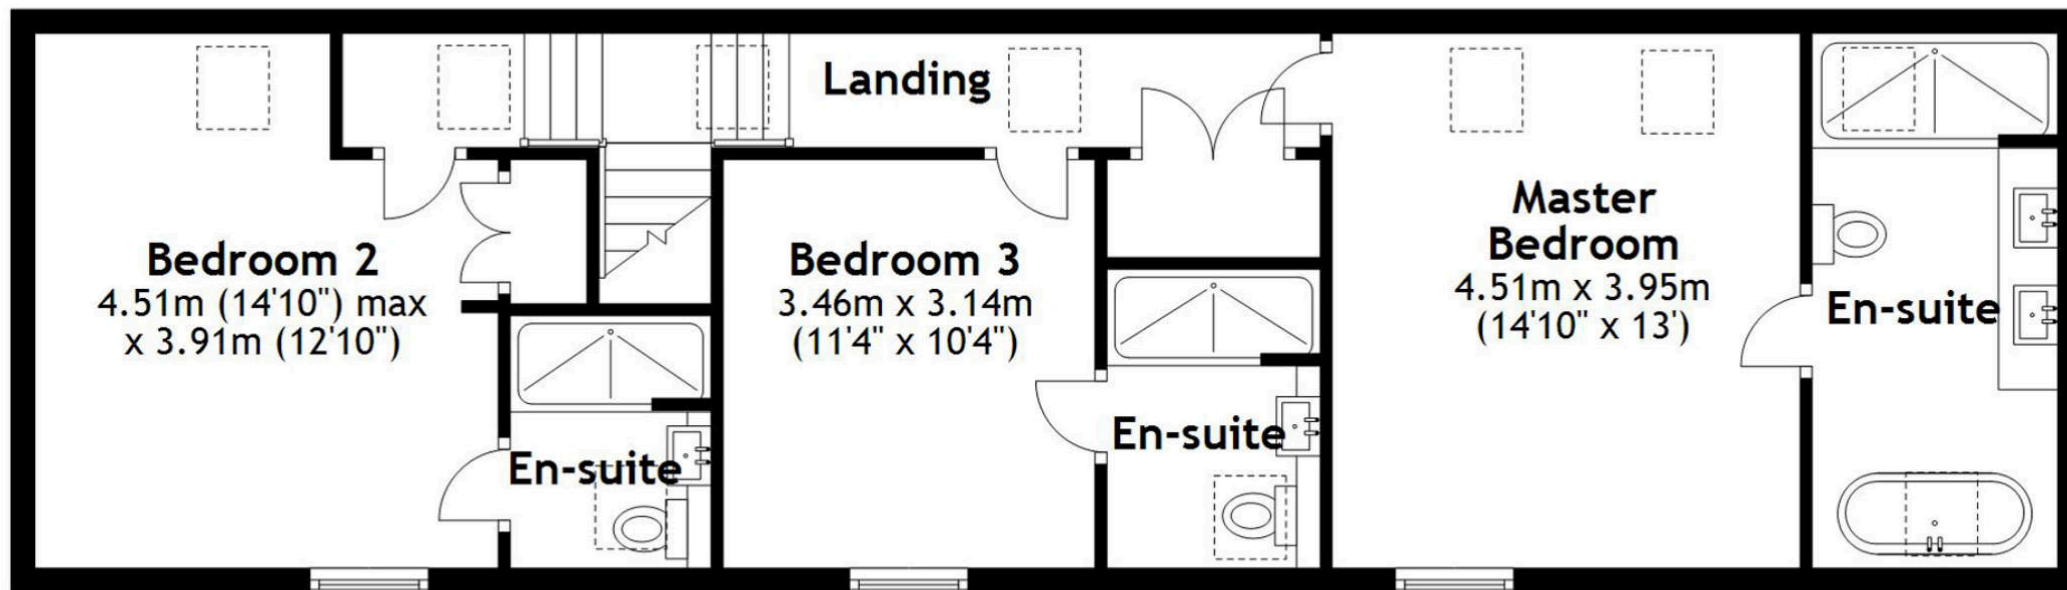 Landing
Bedroom 2
4.51m (14'10") max
x 3.91m (12'10")
En-suite
Bedroom 3
3.46m x 3.14m
(11'4" x 10'4")
En-suite
Master
Bedroom
4.51m x 3.95m
(14'10" x 13')
En-suite